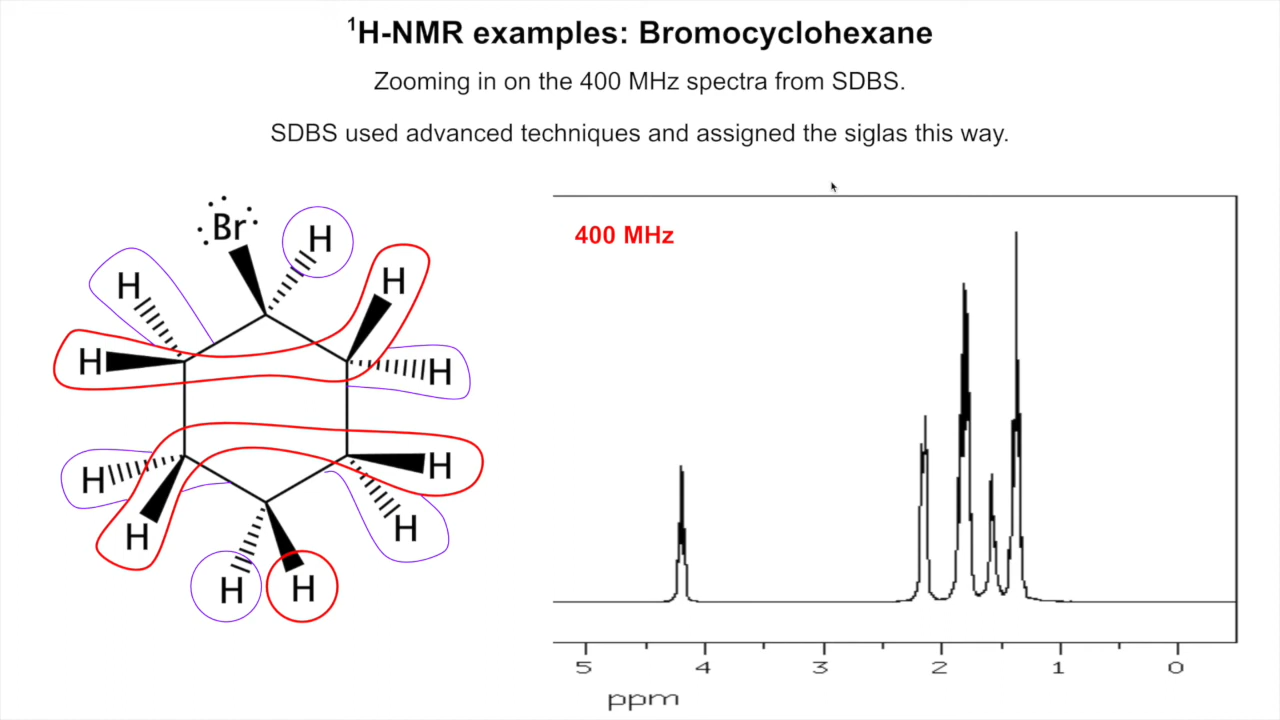 ¹H-NMR examples: Bromocyclohexane
Zooming in on the 400 MHz spectra from SDBS.
SDBS used advanced techniques and assigned the siglas this way.
Br
H
H
H
H
H
H
H
H
H
H
H
400 MHz
5 4 3 2 1 0
ppm